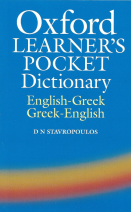 Oxford
LEARNER'S
POCKET
Dictionary
English-Greek
Greek-English
D N STAVROPOULOS